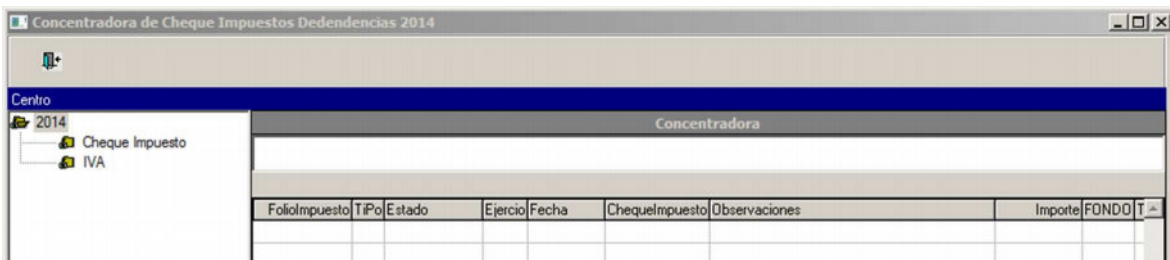 Concentradora de Cheque Impuestos Dedendencias 2014
Centro
2014
Concentradora
Cheque Impuesto
IVA
FolioImpuesto TiPo Estado Ejercio Fecha ChequeImpuesto Observaciones Importe FONDO T